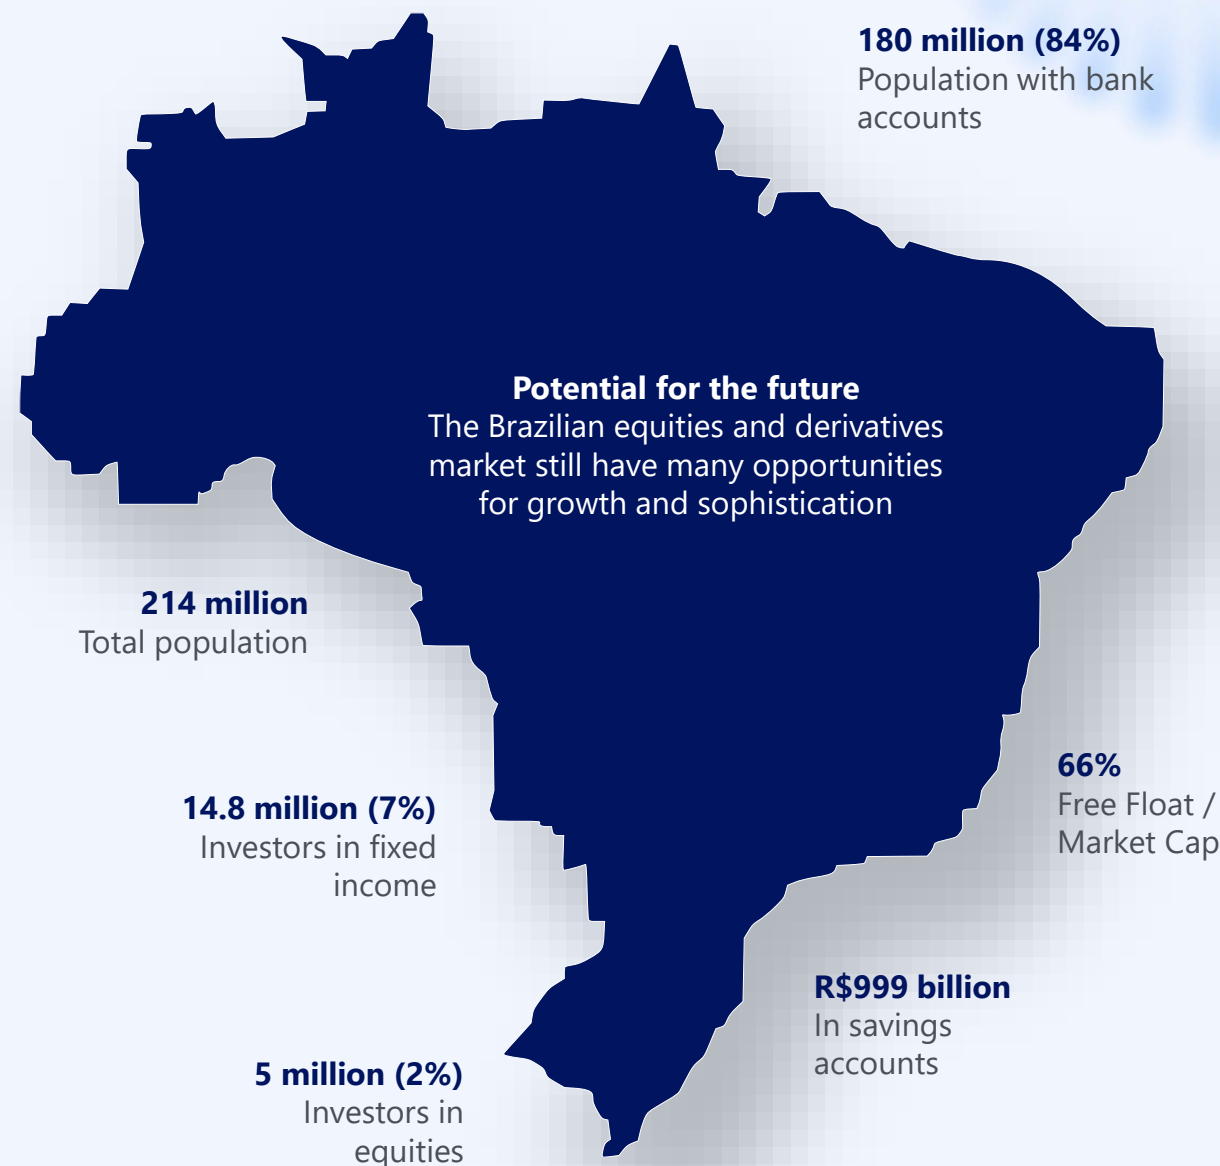 180 million (84%)
Population with bank
accounts
Potential for the future
The Brazilian equities and derivatives
market still have many opportunities
for growth and sophistication
214 million
Total population
66%
Free Float /
Market Cap
14.8 million (7%)
Investors in fixed
income
R$999 billion
In savings
accounts
5 million (2%)
Investors in
equities